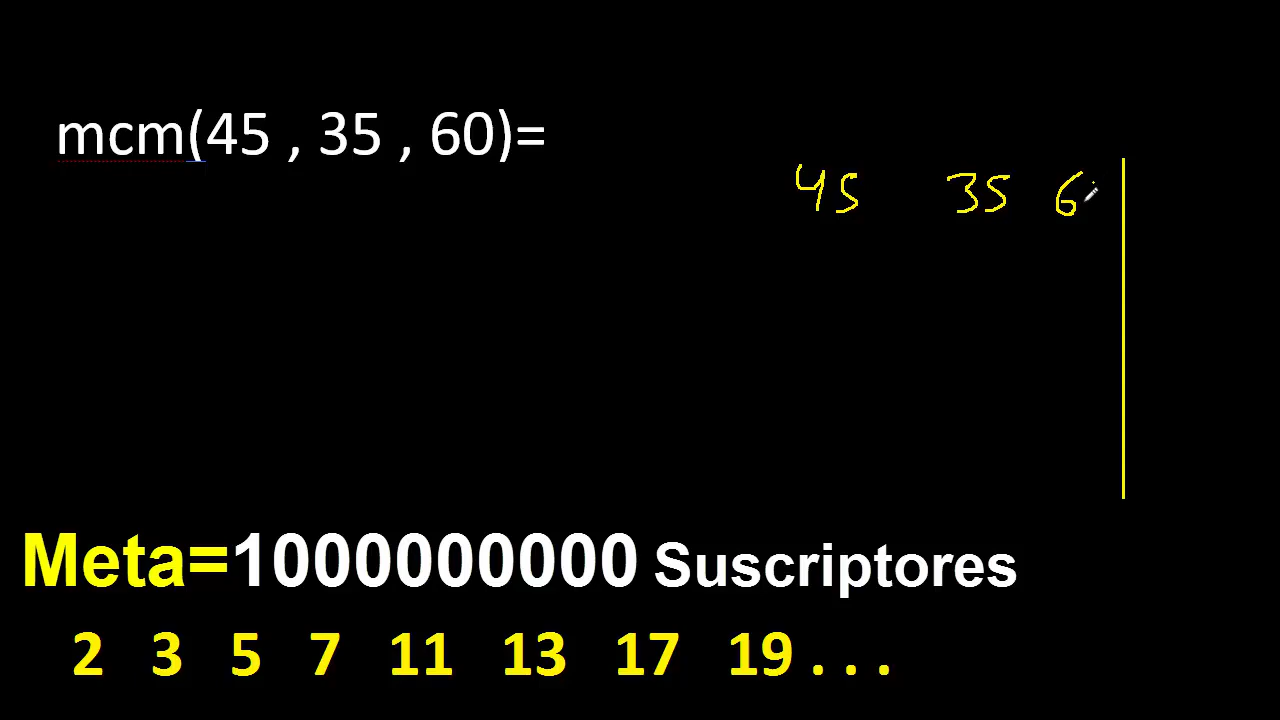 mcm(45 , 35 , 60)=
45 35 6
Meta=1000000000 Suscriptores
2 3 5 7 11 13 17 19 . . .